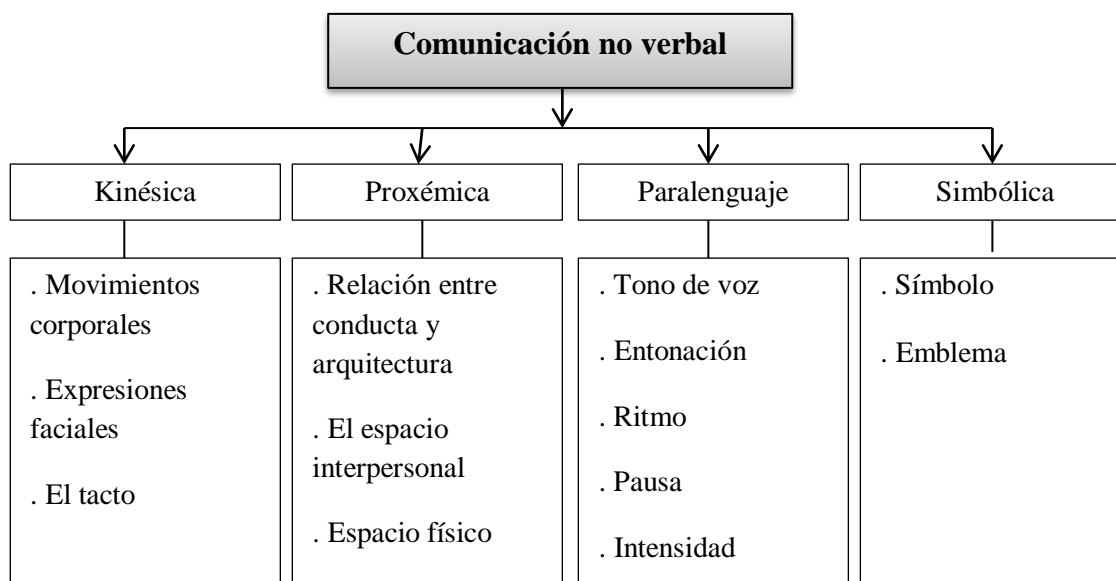 Comunicación no verbal
Kinésica
Proxémica
Paralenguaje
Simbólica
. Movimientos
corporales
. Expresiones
faciales
. El tacto
. Relación entre
conducta y
arquitectura
. El espacio
interpersonal
. Espacio físico
. Tono de voz
. Entonación
. Ritmo
. Pausa
. Intensidad
. Símbolo
. Emblema